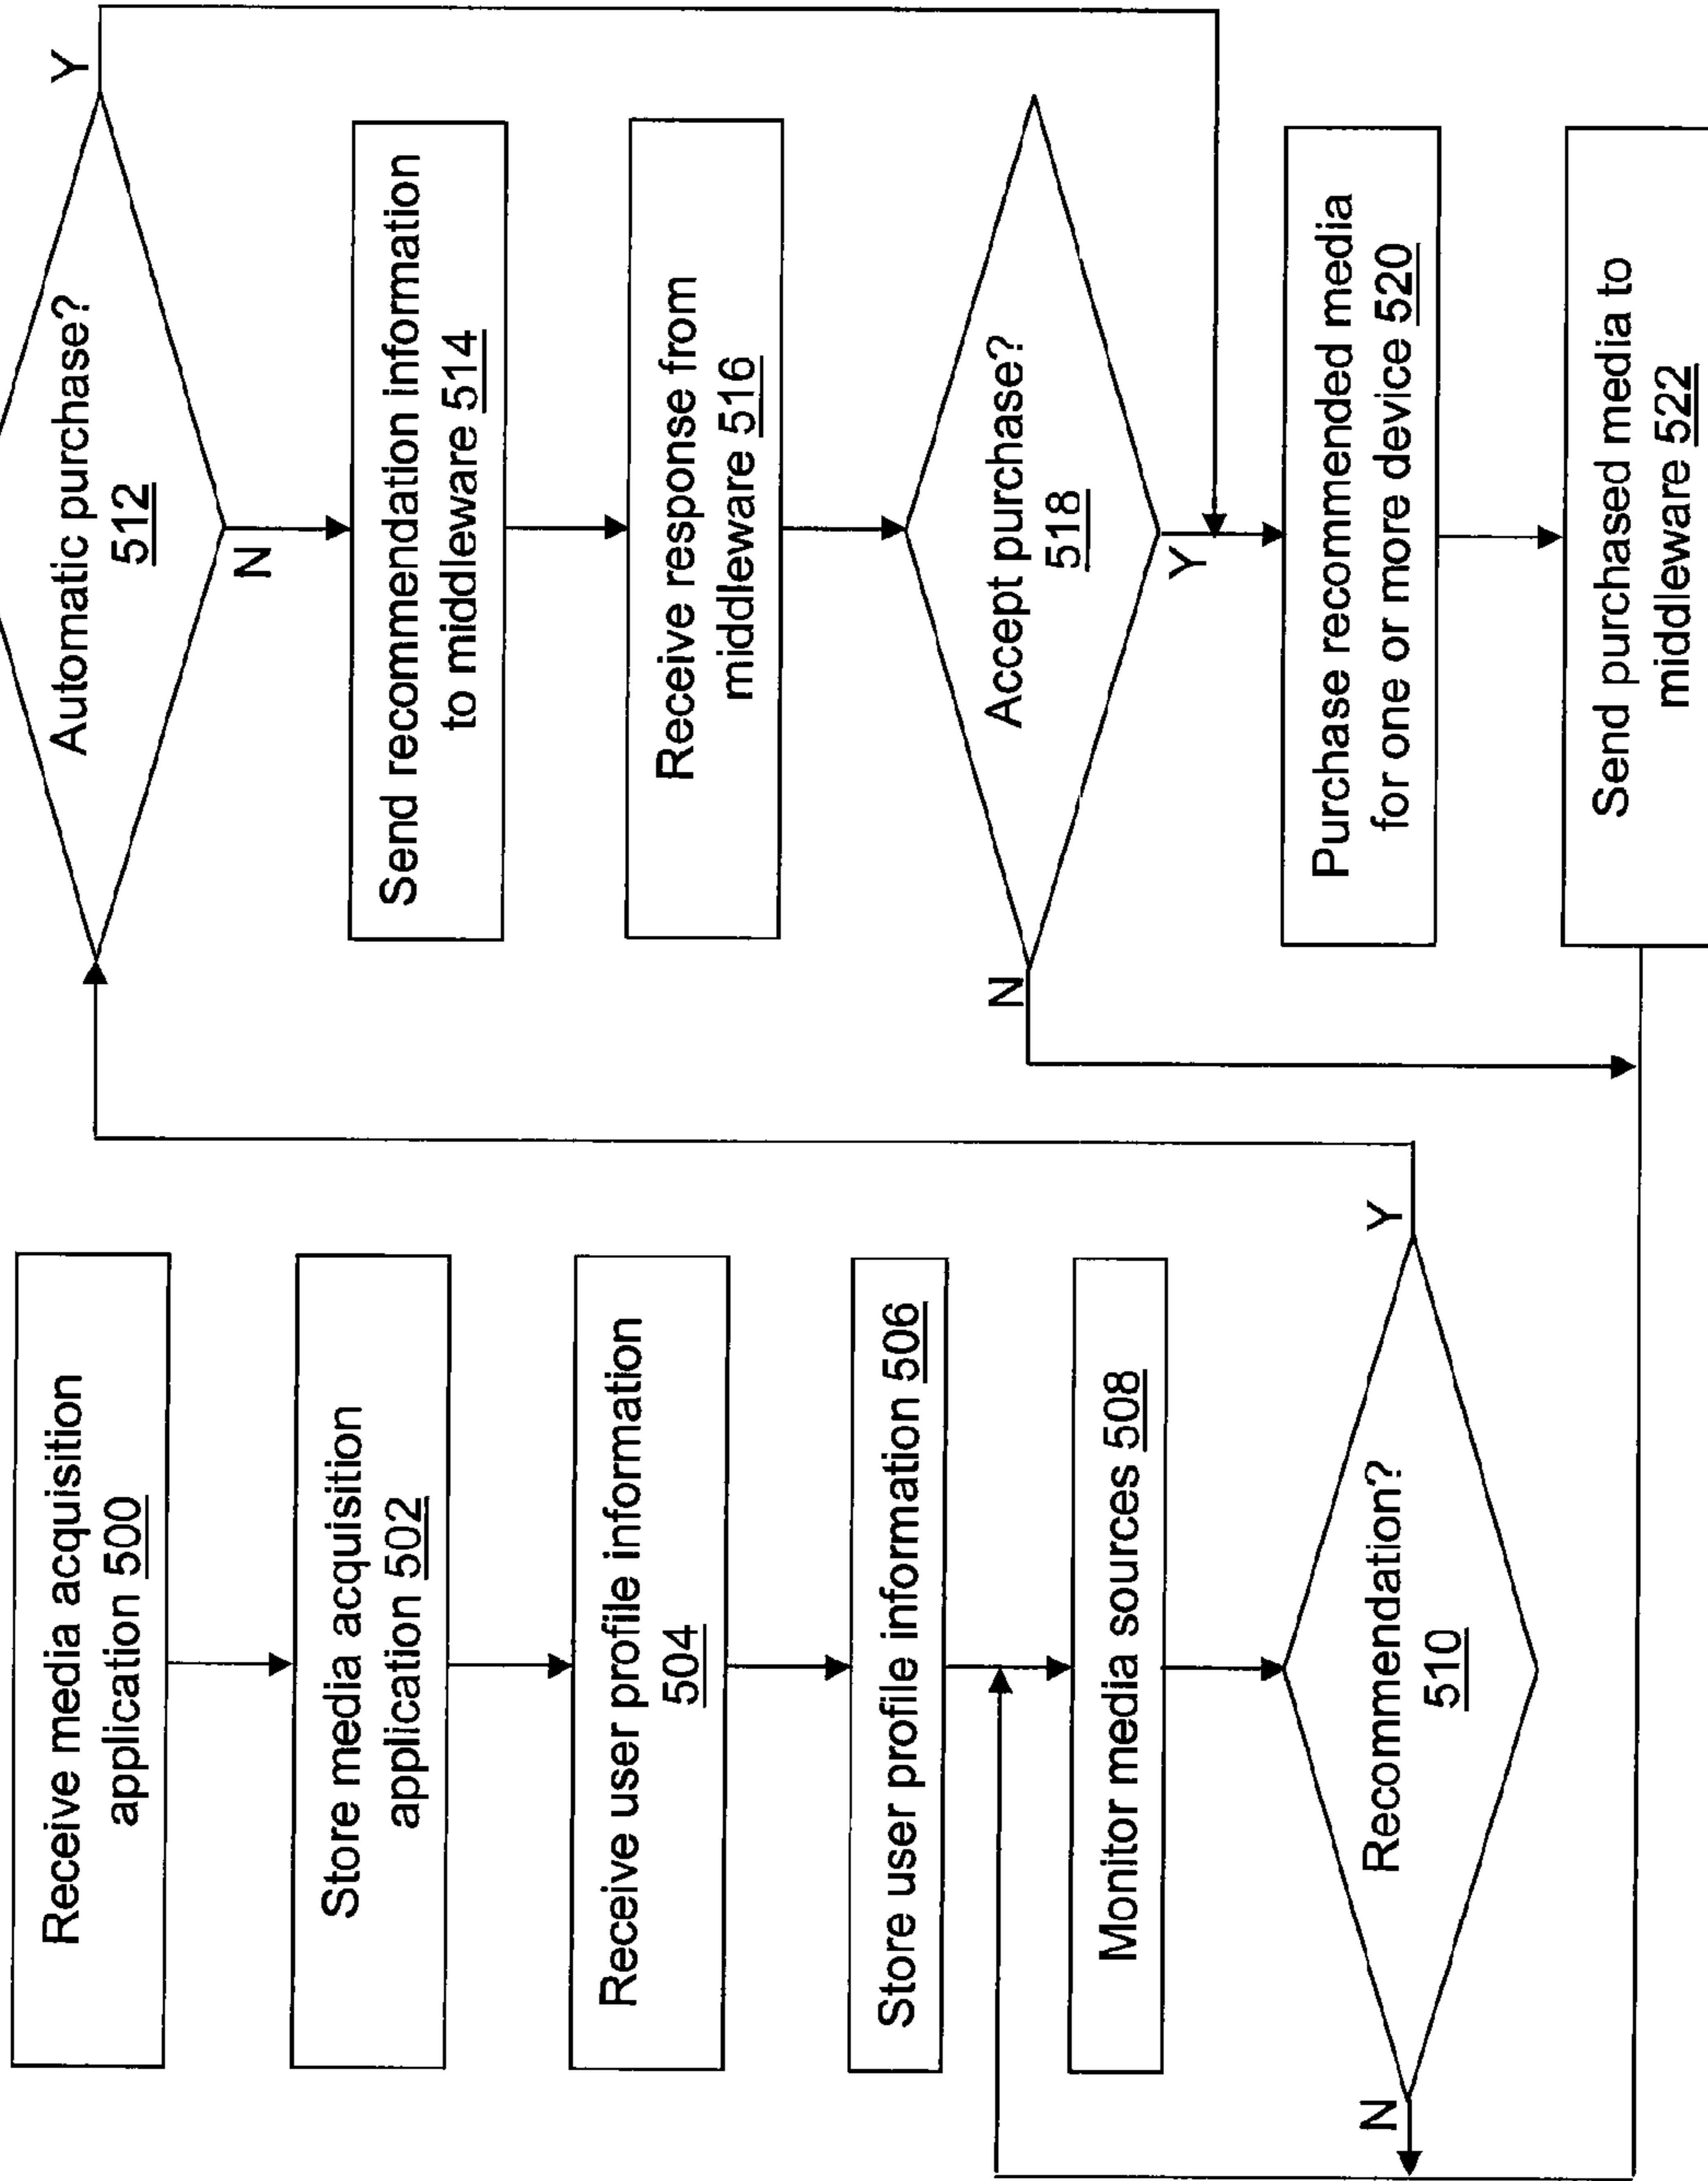 Receive media acquisition
application 500
Store media acquisition
application 502
Receive user profile information
504
Store user profile information 506
Monitor media sources 508
Recommendation?
510
Y
N
Automatic purchase?
512
Y
N
Send recommendation information
to middleware 514
Receive response from
middleware 516
Accept purchase?
518
N
Y
Purchase recommended media
for one or more device 520
Send purchased media to
middleware 522